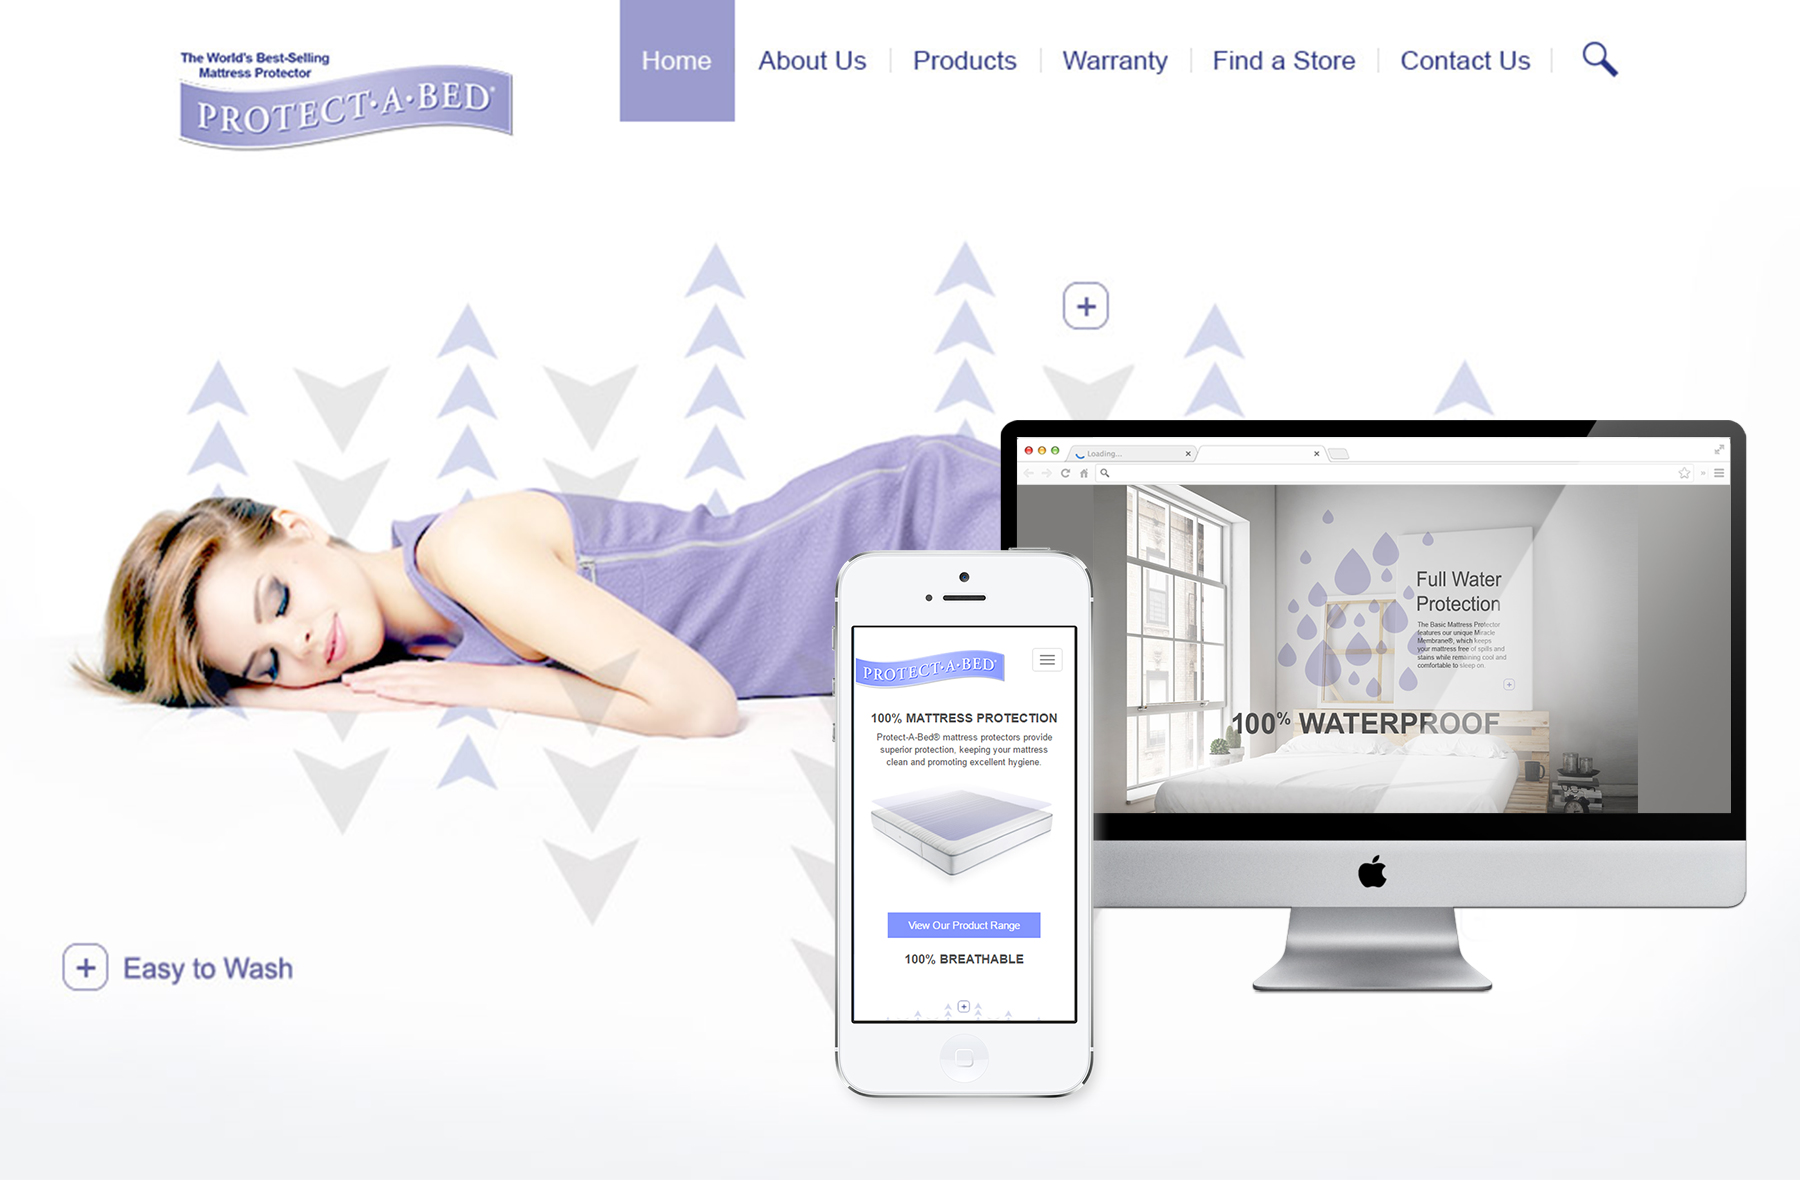 The World's Best-Selling
Mattress Protector
PROTECT·A·BED®
Home
About Us
Products
Warranty
Find a Store
Contact Us
+
Loading...
Full Water
Protection
The Basic Mattress Protector
features our unique Miracle
Membrane®, which keeps
your mattress free of spills and
stains while remaining cool and
comfortable to sleep on
+
100% WATERPROOF
PROTECT·A·BED®
100% MATTRESS PROTECTION
Protect-A-Bed® mattress protectors provide
superior protection, keeping your mattress
clean and promoting excellent hygiene.
View Our Product Range
100% BREATHABLE
+
+ Easy to Wash